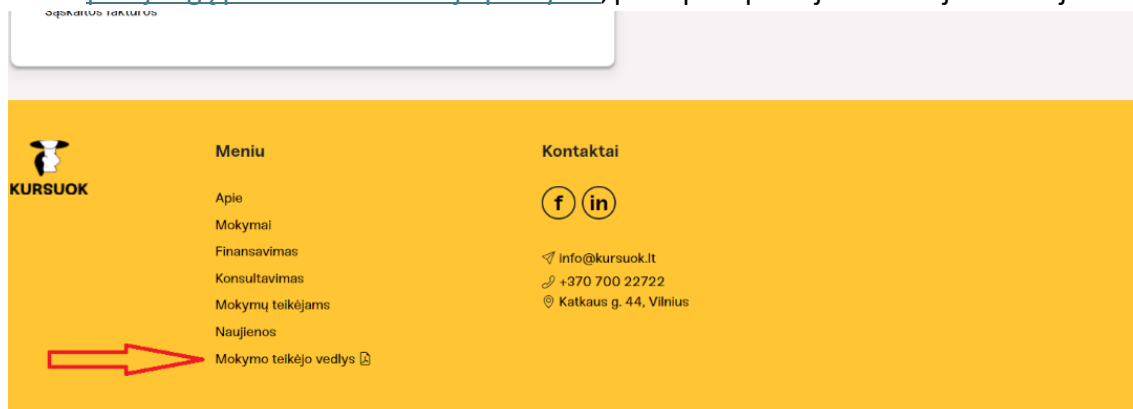 Sąskaitos faktūros
KURSUOK
Meniu
Apie
Mokymai
Finansavimas
Konsultavimas
Mokymų teikėjams
Naujienos
Mokymo teikėjo vedlys
Kontaktai
f in
info@kursuok.lt
+370 700 22722
Katkaus g. 44, Vilnius